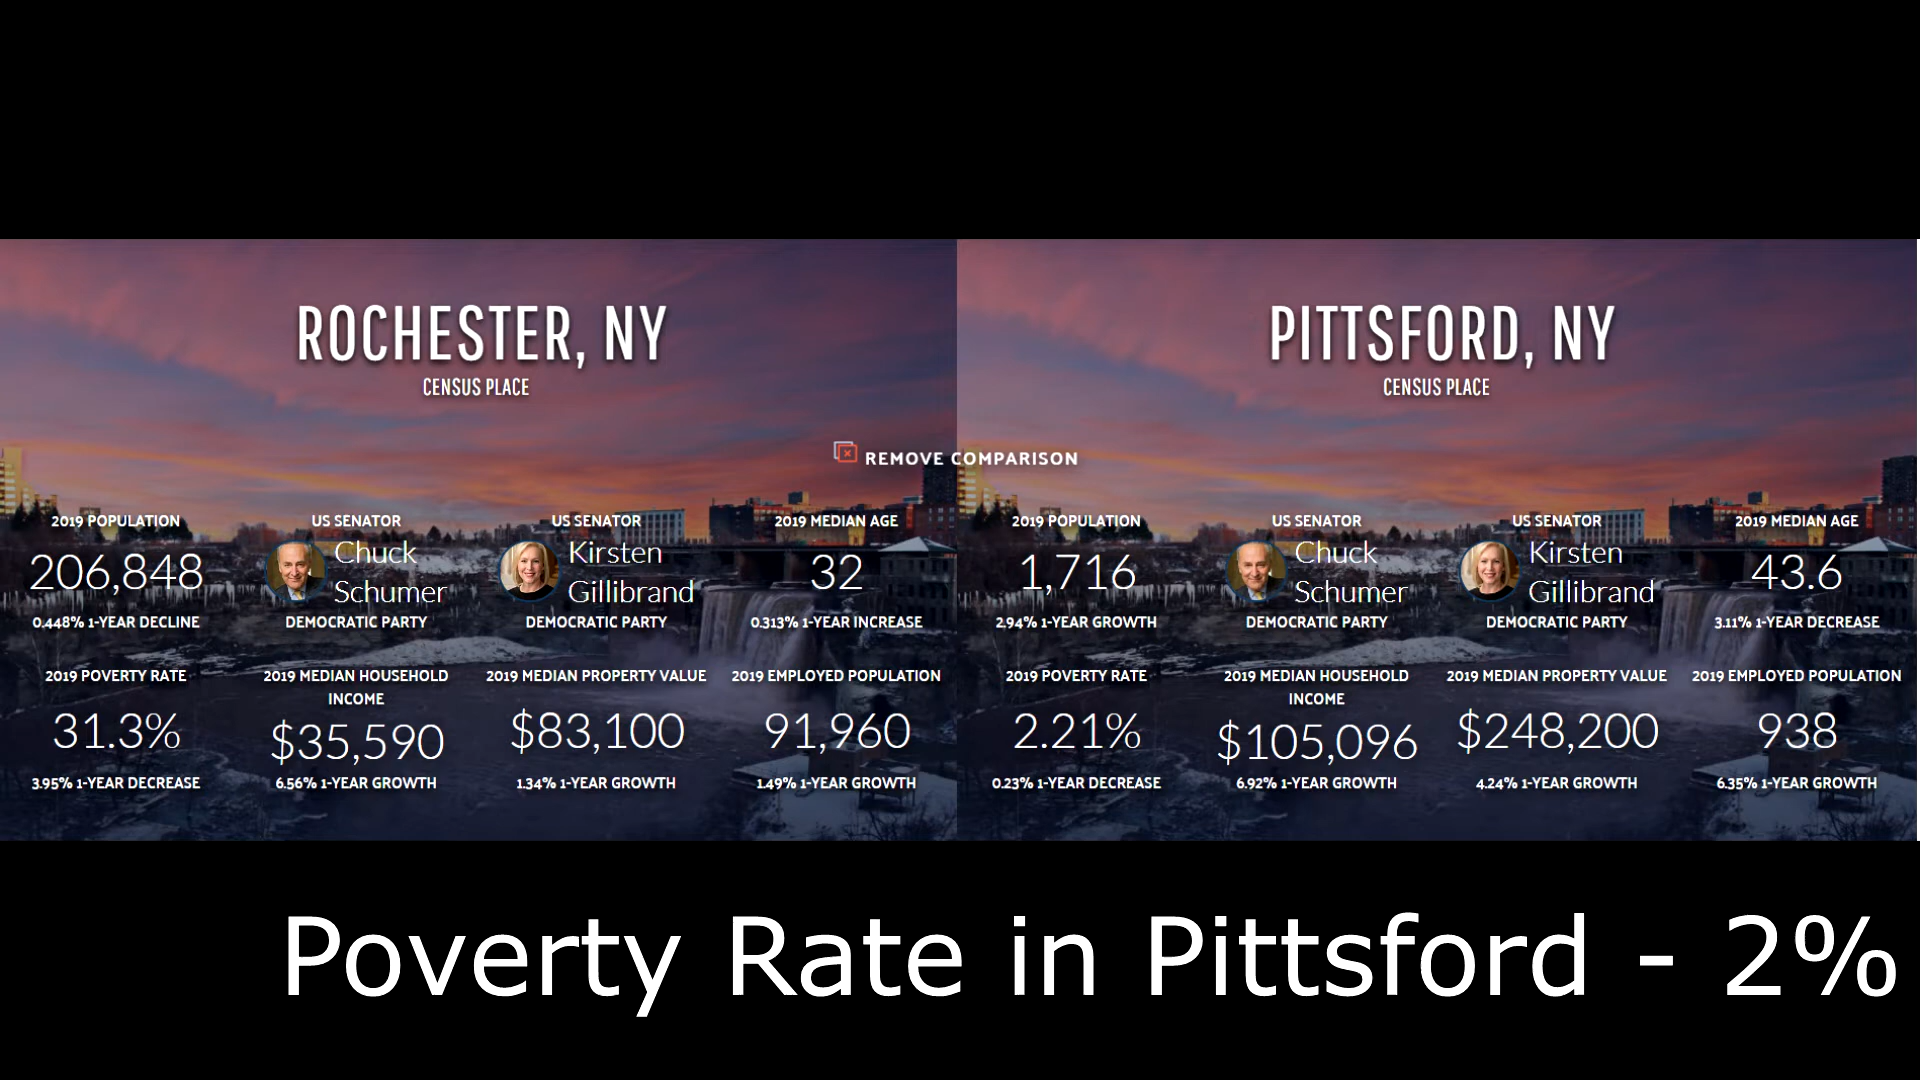 ROCHESTER, NY
CENSUS PLACE
PITTSFORD, NY
CENSUS PLACE
REMOVE COMPARISON
2019 POPULATION
206,848
0.448% 1-YEAR DECLINE
US SENATOR
Chuck
Schumer
DEMOCRATIC PARTY
US SENATOR
Kirsten
Gillibrand
DEMOCRATIC PARTY
2019 MEDIAN AGE
32
0.313% 1-YEAR INCREASE
2019 POVERTY RATE
31.3%
3.95% 1-YEAR DECREASE
2019 MEDIAN HOUSEHOLD
INCOME
$35,590
6.56% 1-YEAR GROWTH
2019 MEDIAN PROPERTY VALUE
$83,100
1.34% 1-YEAR GROWTH
2019 EMPLOYED POPULATION
91,960
1.49% 1-YEAR GROWTH
2019 POPULATION
1,716
2.94% 1-YEAR GROWTH
US SENATOR
Chuck
Schumer
DEMOCRATIC PARTY
US SENATOR
Kirsten
Gillibrand
DEMOCRATIC PARTY
2019 MEDIAN AGE
43.6
3.11% 1-YEAR DECREASE
2019 POVERTY RATE
2.21%
0.23% 1-YEAR DECREASE
2019 MEDIAN HOUSEHOLD
INCOME
$105,096
6.92% 1-YEAR GROWTH
2019 MEDIAN PROPERTY VALUE
$248,200
4.24% 1-YEAR GROWTH
2019 EMPLOYED POPULATION
938
6.35% 1-YEAR GROWTH
Poverty Rate in Pittsford - 2%